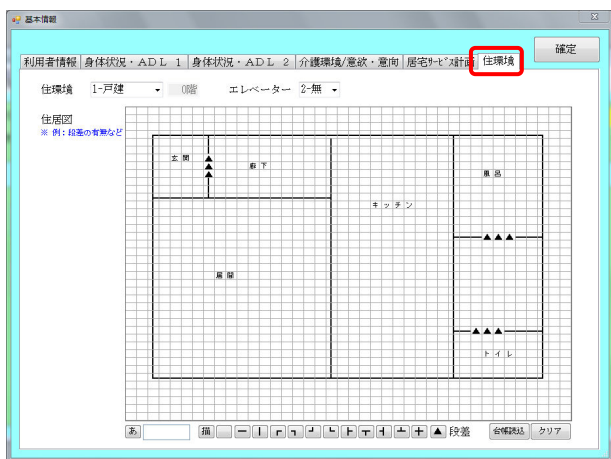 基本情報
確定
利用者情報 身体状況・ADL 1 身体状況・ADL 2 介護環境/意欲・意向 居宅ｻｰﾋﾞｽ計画 住環境
住環境 1-戸建 0階 エレベーター 2-無
住居図
※ 例：段差の有無など
玄関 ▲ 廊下 風呂
▲
▲
キッチン
▲▲▲
居間
▲▲▲
トイレ
あ 描 ─ │ ┌ ┐ ┘ └ ├ ┬ ┤ ┴ ┼ ▲ 段差 台帳読込 クリア